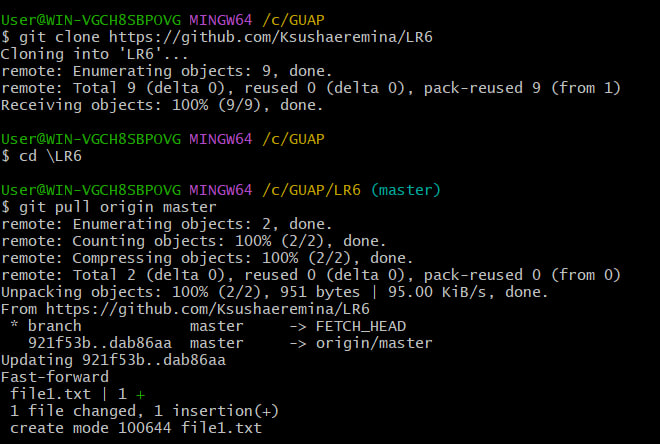 User@WIN-VGCH8SBPOVG MINGW64 /c/GUAP
$ git clone https://github.com/Ksushaeremina/LR6
Cloning into 'LR6'...
remote: Enumerating objects: 9, done.
remote: Total 9 (delta 0), reused 0 (delta 0), pack-reused 9 (from 1)
Receiving objects: 100% (9/9), done.
User@WIN-VGCH8SBPOVG MINGW64 /c/GUAP
$ cd \LR6
User@WIN-VGCH8SBPOVG MINGW64 /c/GUAP/LR6 (master)
$ git pull origin master
remote: Enumerating objects: 2, done.
remote: Counting objects: 100% (2/2), done.
remote: Compressing objects: 100% (2/2), done.
remote: Total 2 (delta 0), reused 0 (delta 0), pack-reused 0 (from 0)
Unpacking objects: 100% (2/2), 951 bytes | 95.00 KiB/s, done.
From https://github.com/Ksushaeremina/LR6
 * branch            master     -> FETCH_HEAD
   921f53b..dab86aa  master     -> origin/master
Updating 921f53b..dab86aa
Fast-forward
 file1.txt | 1 +
 1 file changed, 1 insertion(+)
 create mode 100644 file1.txt